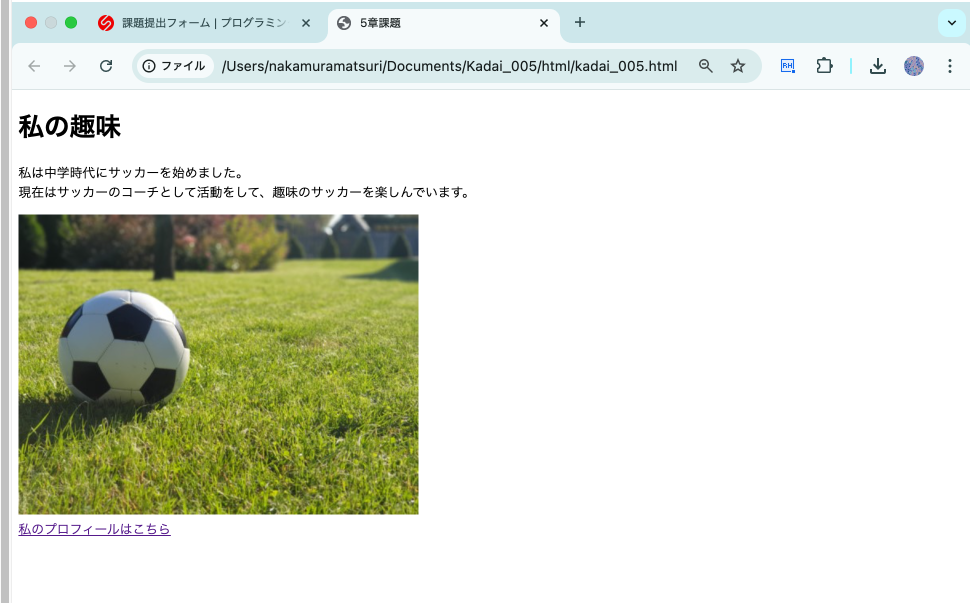 課題提出フォーム | プログラミン
5章課題
ファイル
/Users/nakamuramatsuri/Documents/Kadai_005/html/kadai_005.html
RH
私の趣味
私は中学時代にサッカーを始めました。
現在はサッカーのコーチとして活動をして、趣味のサッカーを楽しんでいます。
私のプロフィールはこちら